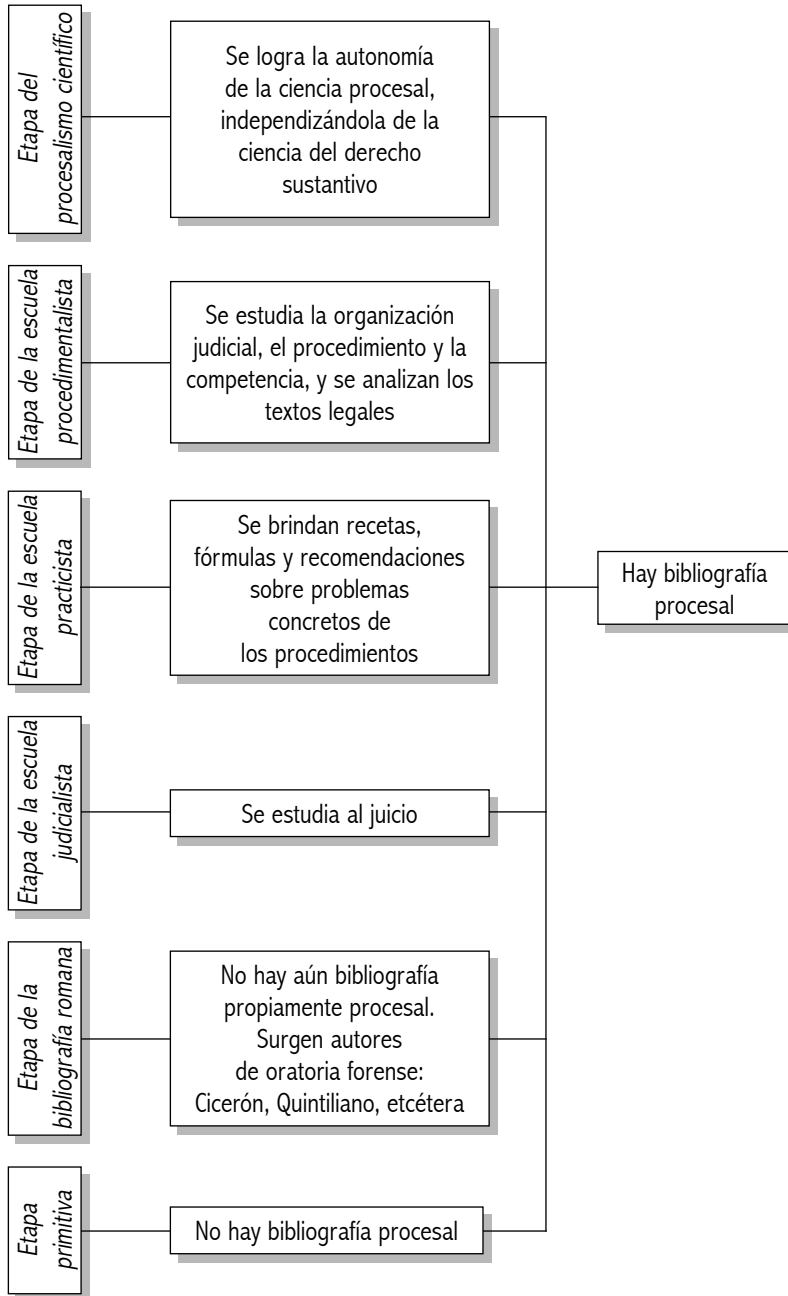 Etapa del
procesalismo científico
Se logra la autonomía
de la ciencia procesal,
independizándola de la
ciencia del derecho
sustantivo
Etapa de la escuela
procedimentalista
Se estudia la organización
judicial, el procedimiento y la
competencia, y se analizan los
textos legales
Etapa de la escuela
practicista
Se brindan recetas,
fórmulas y recomendaciones
sobre problemas
concretos de
los procedimientos
Hay bibliografía
procesal
Etapa de la escuela
judicialista
Se estudia al juicio
Etapa de la
bibliografía romana
No hay aún bibliografía
propiamente procesal.
Surgen autores
de oratoria forense:
Cicerón, Quintiliano, etcétera
Etapa
primitiva
No hay bibliografía procesal